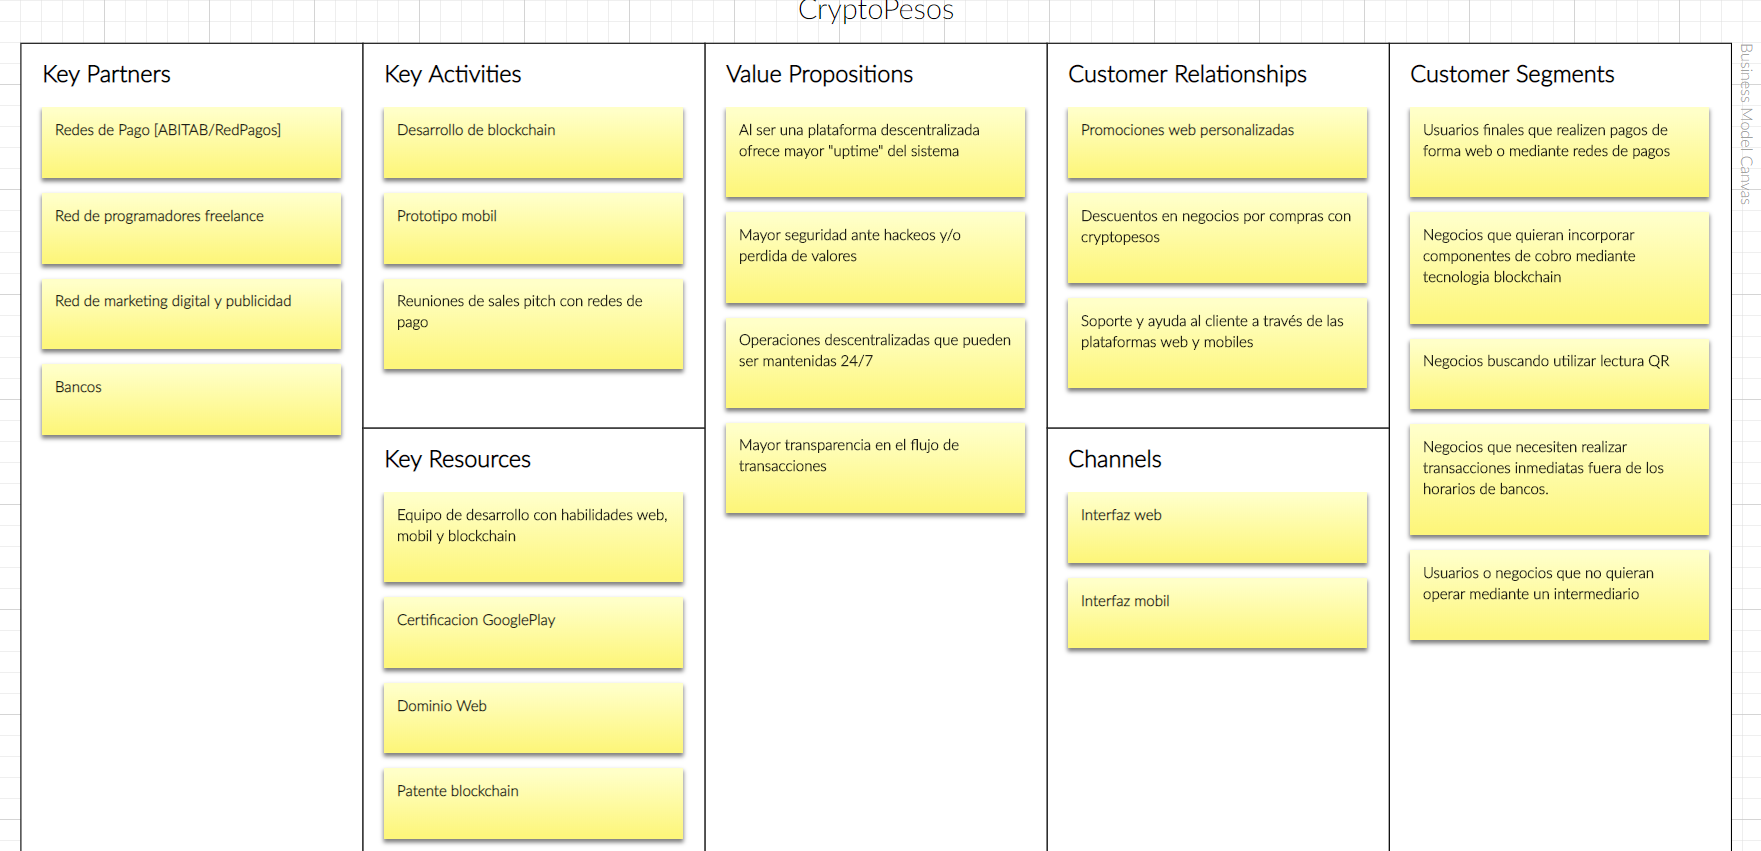 CryptoPesos
Key Partners
Redes de Pago [ABITAB/RedPagos]
Red de programadores freelance
Red de marketing digital y publicidad
Bancos
Key Activities
Desarrollo de blockchain
Prototipo mobil
Reuniones de sales pitch con redes de
pago
Key Resources
Equipo de desarrollo con habilidades web,
mobil y blockchain
Certificacion GooglePlay
Dominio Web
Patente blockchain
Value Propositions
Al ser una plataforma descentralizada
ofrece mayor "uptime" del sistema
Mayor seguridad ante hackeos y/o
perdida de valores
Operaciones descentralizadas que pueden
ser mantenidas 24/7
Mayor transparencia en el flujo de
transacciones
Customer Relationships
Promociones web personalizadas
Descuentos en negocios por compras con
cryptopesos
Soporte y ayuda al cliente a través de las
plataformas web y mobiles
Channels
Interfaz web
Interfaz mobil
Customer Segments
Usuarios finales que realizen pagos de
forma web o mediante redes de pagos
Negocios que quieran incorporar
componentes de cobro mediante
tecnologia blockchain
Negocios buscando utilizar lectura QR
Negocios que necesiten realizar
transacciones inmediatas fuera de los
horarios de bancos.
Usuarios o negocios que no quieran
operar mediante un intermediario
Business Model Canvas